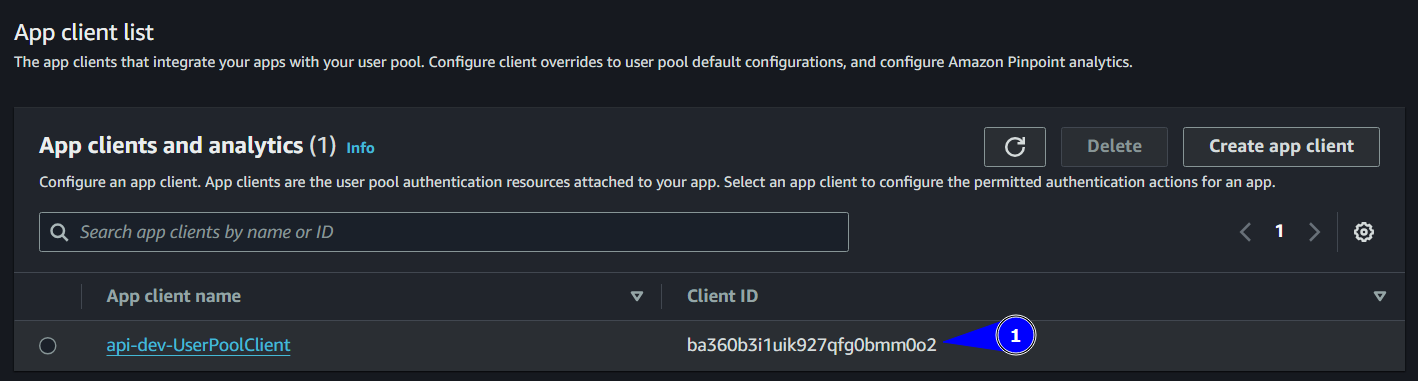 App client list
The app clients that integrate your apps with your user pool. Configure client overrides to user pool default configurations, and configure Amazon Pinpoint analytics.
App clients and analytics (1) Info
Delete
Create app client
Configure an app client. App clients are the user pool authentication resources attached to your app. Select an app client to configure the permitted authentication actions for an app.
Search app clients by name or ID
1
App client name
Client ID
api-dev-UserPoolClient
ba360b3i1uik927qfg0bmm0o2
1